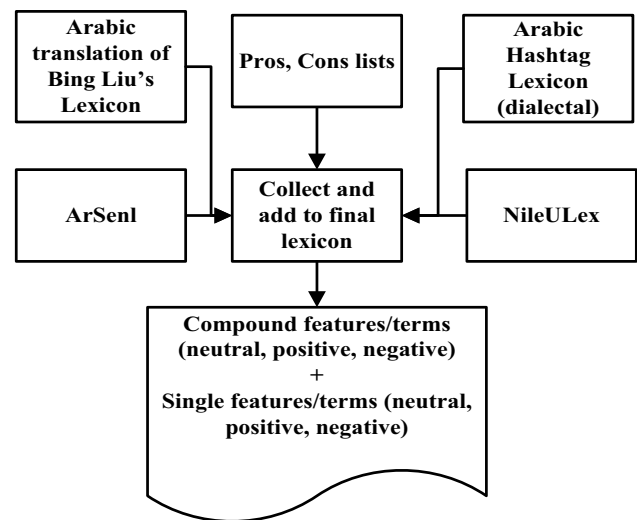 Arabic
translation of
Bing Liu's
Lexicon
Pros, Cons lists
Arabic
Hashtag
Lexicon
(dialectal)
ArSenl
Collect and
add to final
lexicon
NileULex
Compound features/terms
(neutral, positive, negative)
+
Single features/terms (neutral,
positive, negative)